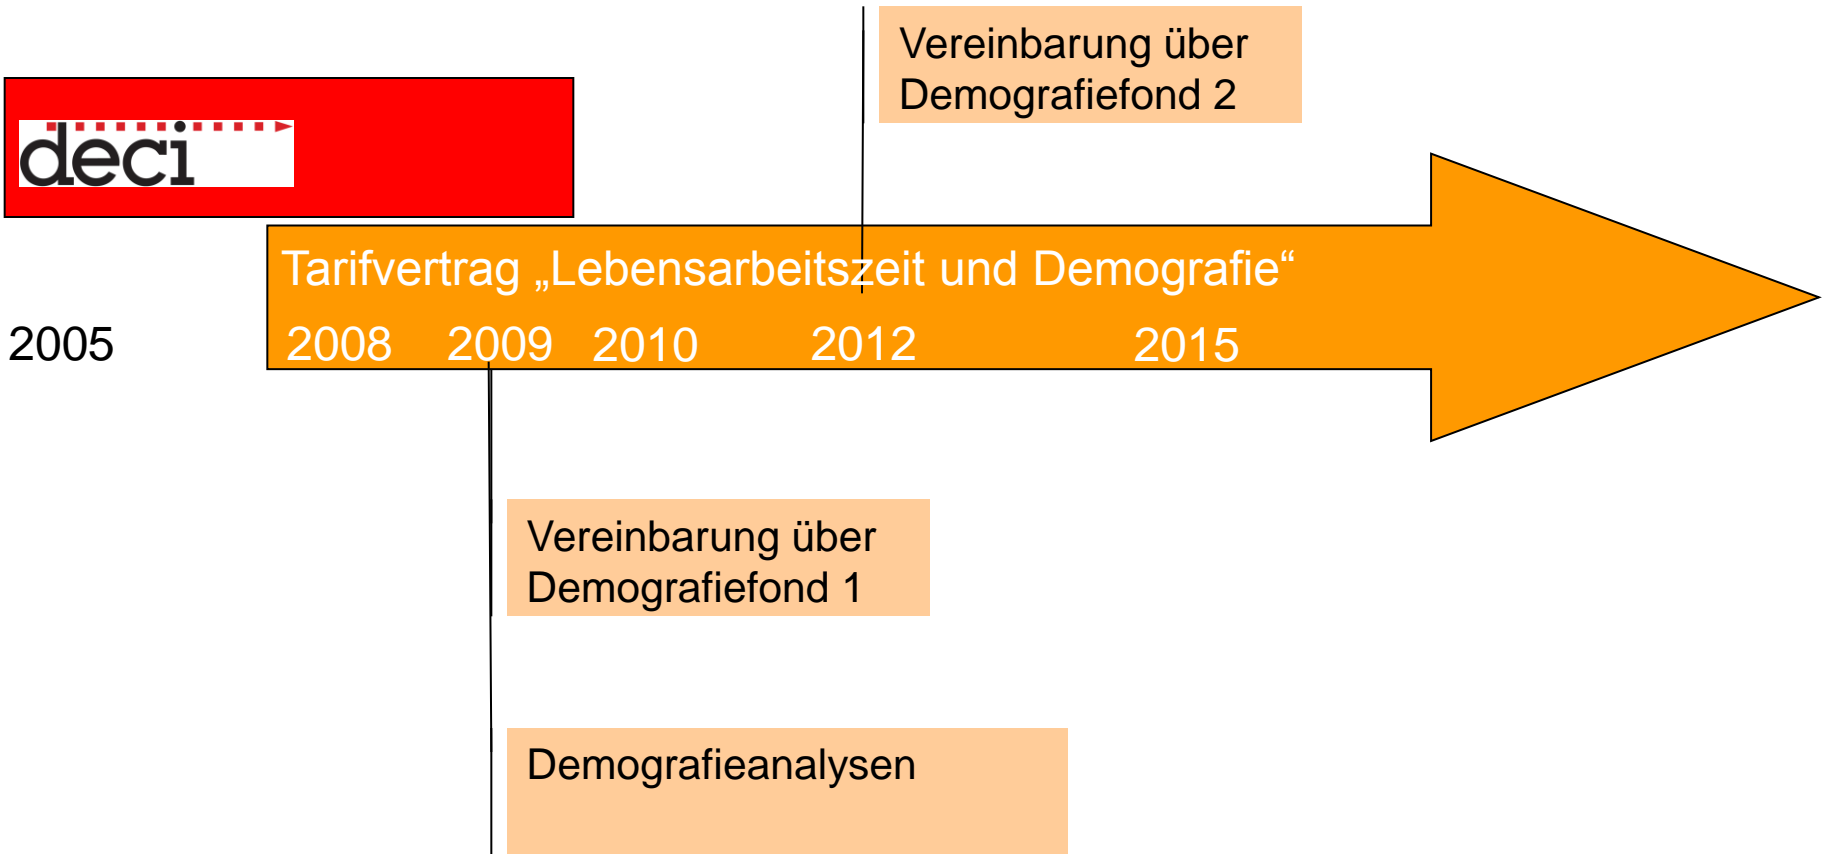 Vereinbarung über
Demografiefond 2
deci
Tarifvertrag „Lebensarbeitszeit und Demografie“
2005 2008 2009 2010 2012 2015
Vereinbarung über
Demografiefond 1
Demografieanalysen